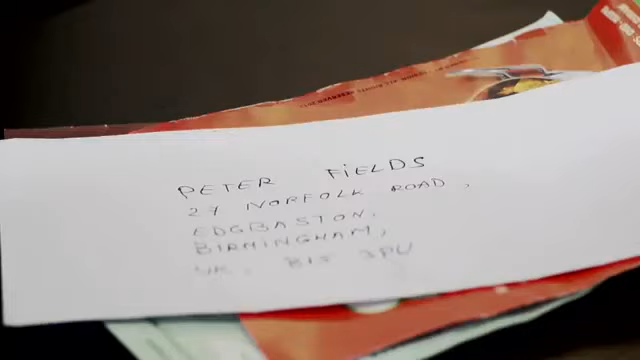 PETER FIELDS
27 NORFOLK ROAD,
EDGBASTON,
BIRMINGHAM,
UK. B15 3PU